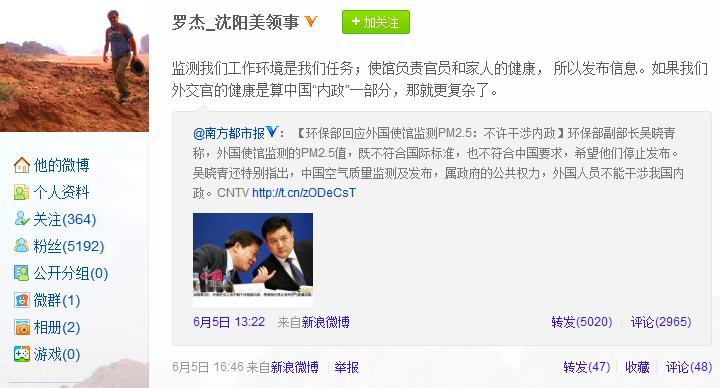 罗杰_沈阳美领事
+加关注
监测我们工作环境是我们任务；使馆负责官员和家人的健康， 所以发布信息。如果我们
外交官的健康是算中国“内政”一部分，那就更复杂了。
@南方都市报：【环保部回应外国使馆监测PM2.5：不许干涉内政】环保部副部长吴晓青
称，外国使馆监测的PM2.5值，既不符合国际标准，也不符合中国要求，希望他们停止发布。
吴晓青还特别指出，中国空气质量监测及发布，属政府的公共权力，外国人员不能干涉我国内
政。CNTV http://t.cn/zODeCsT
6月5日 13:22 来自新浪微博 转发(5020) 评论(2965)
6月5日 16:46 来自新浪微博 举报 转发(47) 收藏 评论(48)
他的微博
个人资料
关注(364)
粉丝(5192)
公开分组(0)
微群(1)
相册(2)
游戏(0)